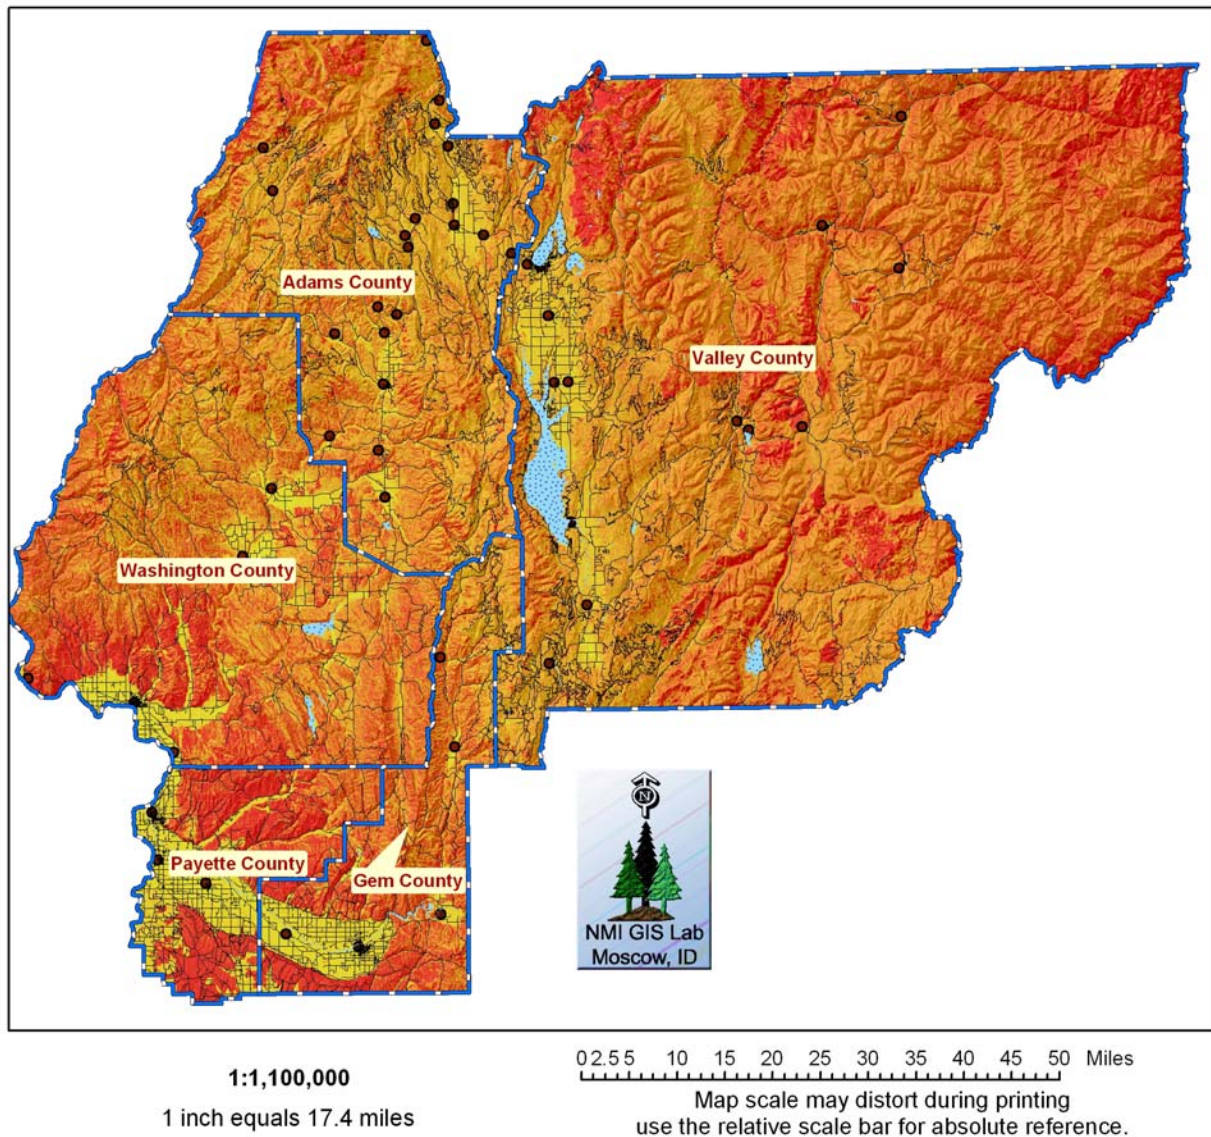 Adams County
Valley County
Washington County
Payette County
Gem County
N
NMI GIS Lab
Moscow, ID
1:1,100,000
1 inch equals 17.4 miles
0 2.5 5 10 15 20 25 30 35 40 45 50 Miles
Map scale may distort during printing
use the relative scale bar for absolute reference.